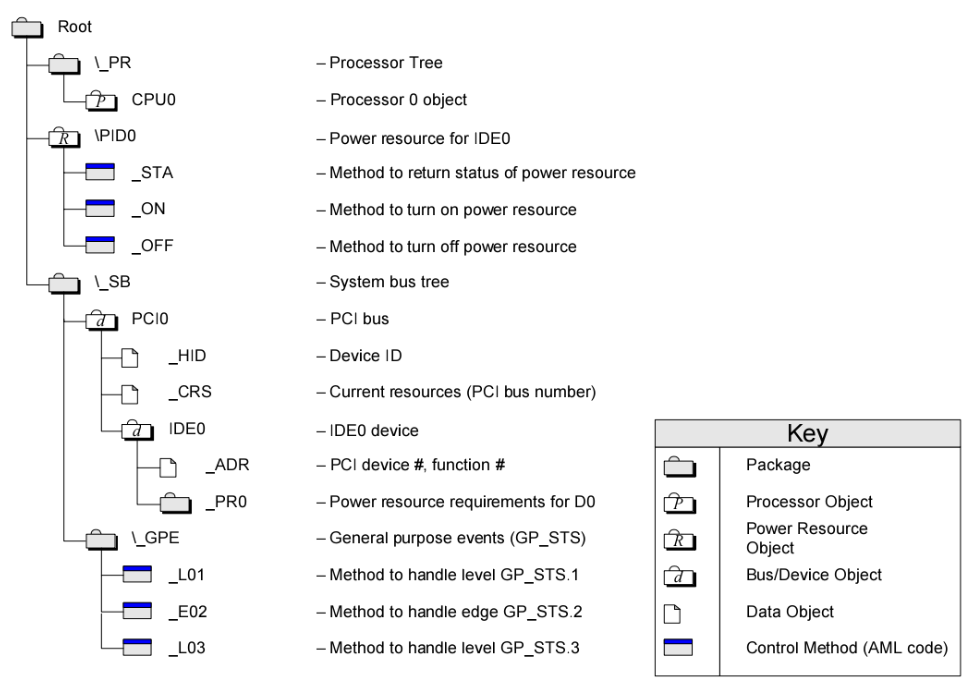 Root
\_PR – Processor Tree
P CPU0 – Processor 0 object
R \PID0 – Power resource for IDE0
_STA – Method to return status of power resource
_ON – Method to turn on power resource
_OFF – Method to turn off power resource
\_SB – System bus tree
d PCI0 – PCI bus
_HID – Device ID
_CRS – Current resources (PCI bus number)
d IDE0 – IDE0 device
_ADR – PCI device #, function #
_PR0 – Power resource requirements for D0
\_GPE – General purpose events (GP_STS)
_L01 – Method to handle level GP_STS.1
_E02 – Method to handle edge GP_STS.2
_L03 – Method to handle level GP_STS.3
Key
Package
P Processor Object
R Power Resource
Object
d Bus/Device Object
Data Object
Control Method (AML code)